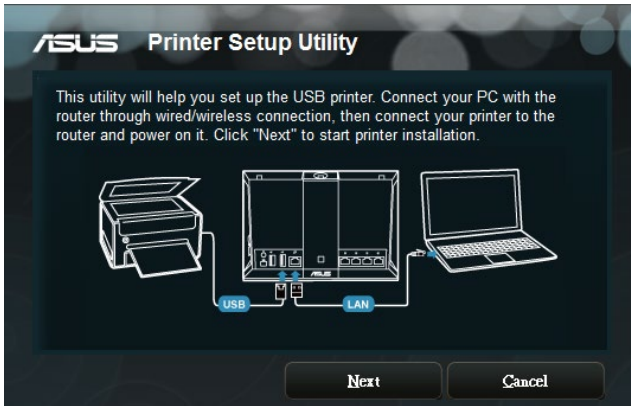 ASUS Printer Setup Utility
This utility will help you set up the USB printer. Connect your PC with the
router through wired/wireless connection, then connect your printer to the
router and power on it. Click "Next" to start printer installation.
ASUS
USB
LAN
Next
Cancel